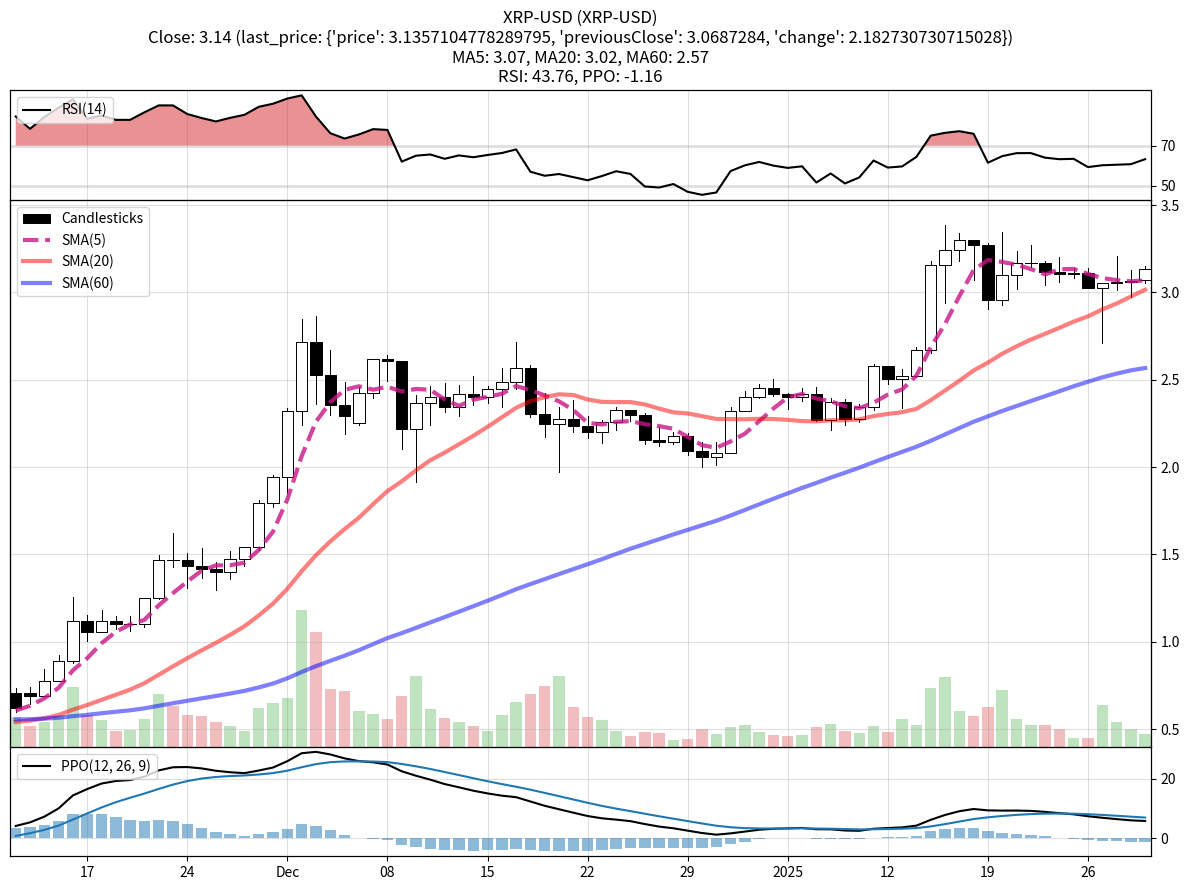 XRP-USD (XRP-USD)
Close: 3.14 (last_price: {'price': 3.1357104778289795, 'previousClose': 3.0687284, 'change': 2.182730730715028})
MA5: 3.07, MA20: 3.02, MA60: 2.57
RSI: 43.76, PPO: -1.16
RSI(14)
70
50
Candlesticks
SMA(5)
SMA(20)
SMA(60)
3.5
3.0
2.5
2.0
1.5
1.0
0.5
PPO(12, 26, 9)
20
0
17 24 Dec 08 15 22 29 2025 12 19 26